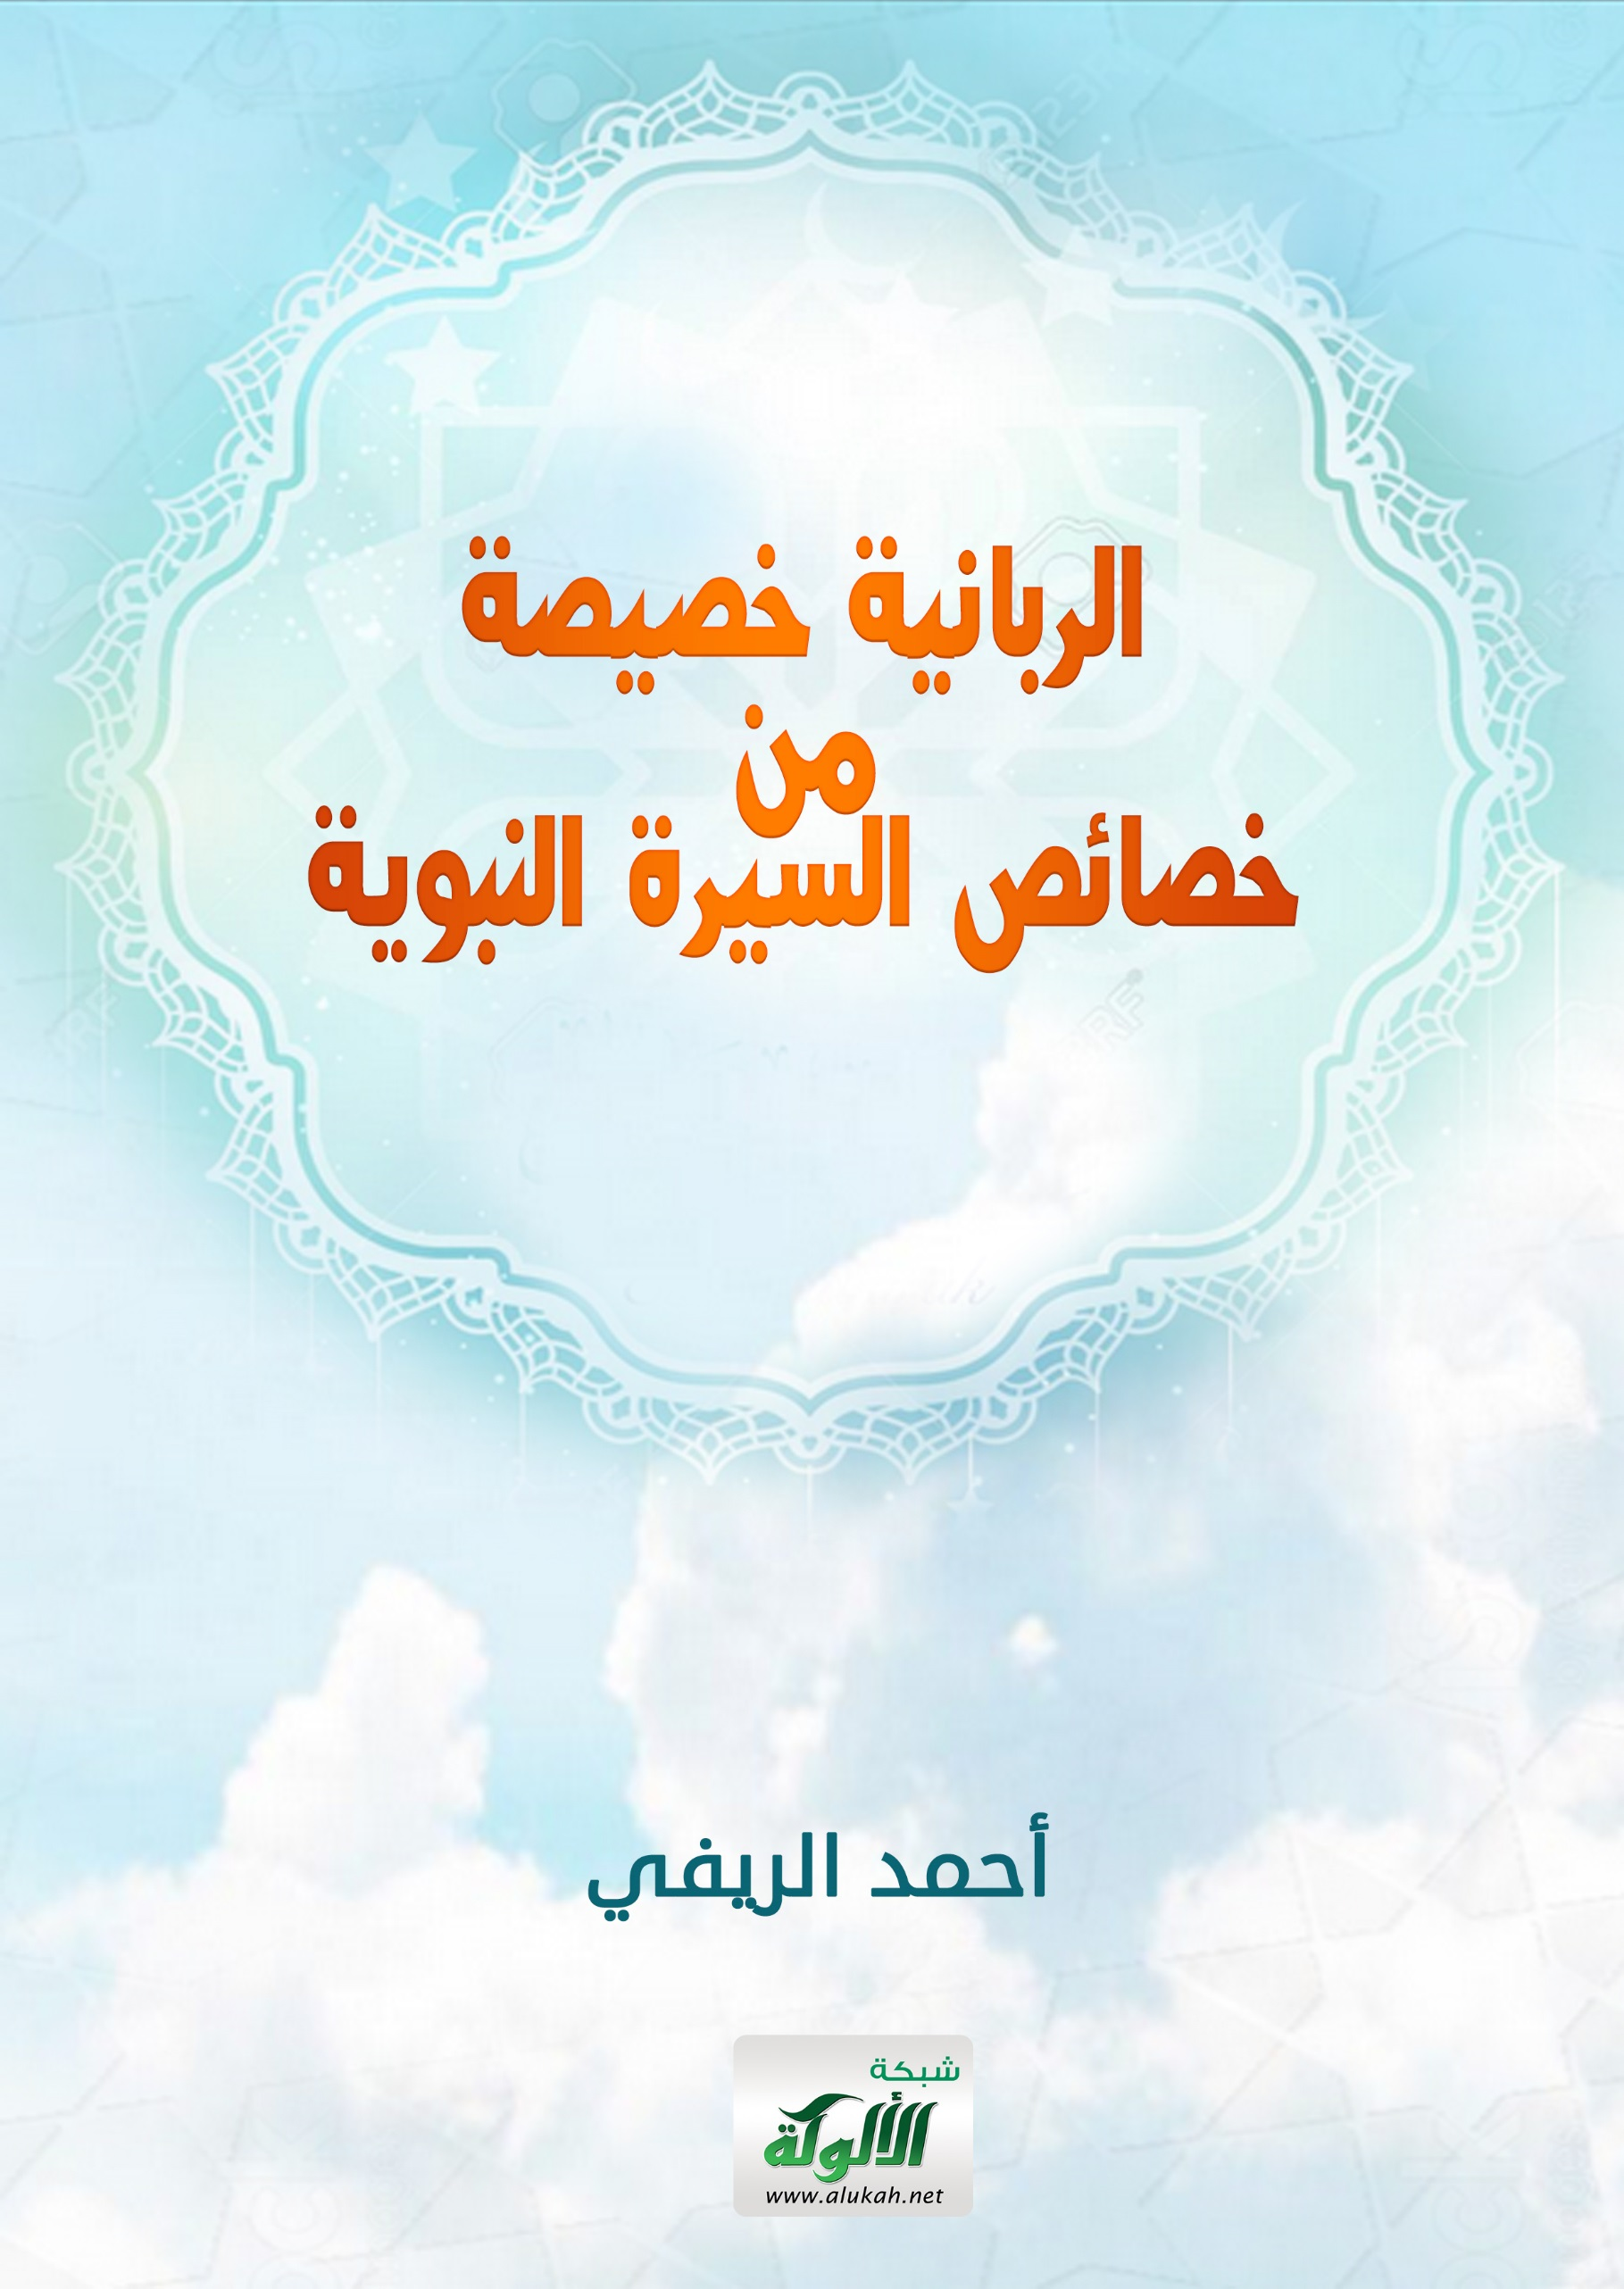 الربانية خصيصة
من
خصائص السيرة النبوية
أحمد الريفي
شبكة
الألوكة
www.alukah.net